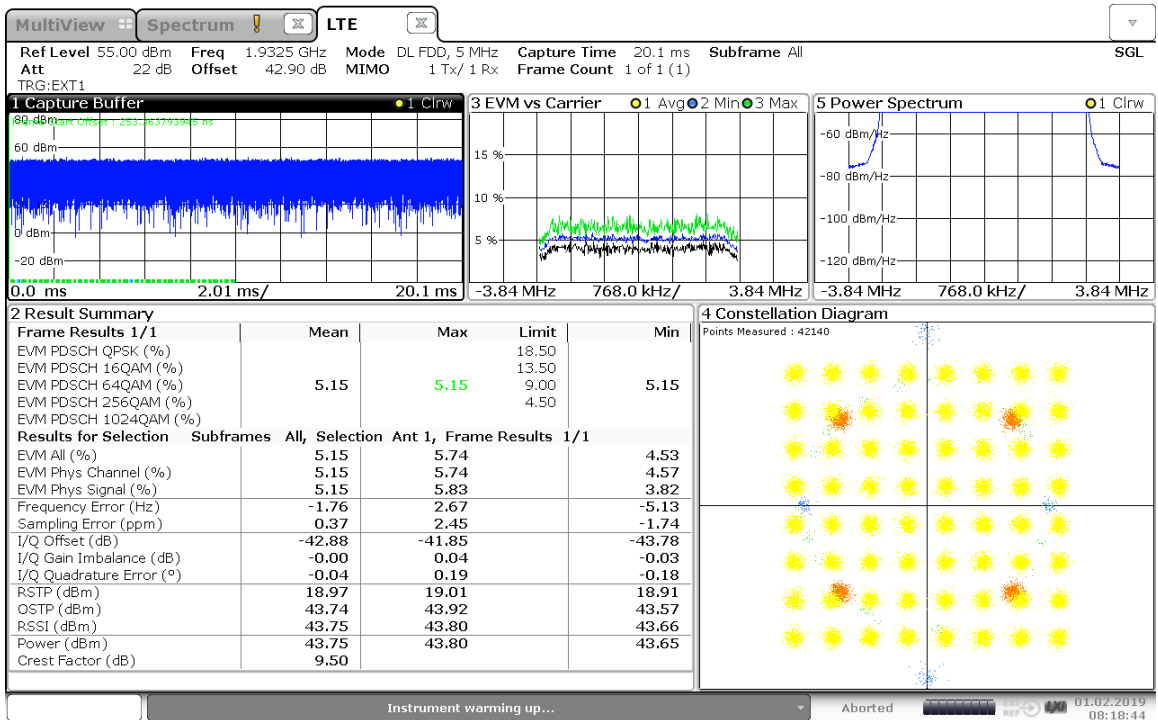 MultiView Spectrum LTE
Ref Level 55.00 dBm Freq 1.9325 GHz Mode DL FDD, 5 MHz Capture Time 20.1 ms Subframe All SGL
Att 22 dB Offset 42.90 dB MIMO 1 Tx/ 1 Rx Frame Count 1 of 1 (1)
TRG:EXT1
1 Capture Buffer 1 Clrw
80 dBm
60 dBm
0 dBm
-20 dBm
0.0 ms 2.01 ms/ 20.1 ms
3 EVM vs Carrier 1 Avg 2 Min 3 Max
15 %
10 %
5 %
-3.84 MHz 768.0 kHz/ 3.84 MHz
5 Power Spectrum 1 Clrw
-60 dBm/Hz
-80 dBm/Hz
-100 dBm/Hz
-120 dBm/Hz
-3.84 MHz 768.0 kHz/ 3.84 MHz
2 Result Summary
Frame Results 1/1 Mean Max Limit Min
EVM PDSCH QPSK (%) 18.50
EVM PDSCH 16QAM (%) 13.50
EVM PDSCH 64QAM (%) 5.15 5.15 9.00 5.15
EVM PDSCH 256QAM (%) 4.50
EVM PDSCH 1024QAM (%)
Results for Selection Subframes All, Selection Ant 1, Frame Results 1/1
EVM All (%) 5.15 5.74 4.53
EVM Phys Channel (%) 5.15 5.74 4.57
EVM Phys Signal (%) 5.15 5.83 3.82
Frequency Error (Hz) -1.76 2.67 -5.13
Sampling Error (ppm) 0.37 2.45 -1.74
I/Q Offset (dB) -42.88 -41.85 -43.78
I/Q Gain Imbalance (dB) -0.00 0.04 -0.03
I/Q Quadrature Error (°) -0.04 0.19 -0.18
RSTP (dBm) 18.97 19.01 18.91
OSTP (dBm) 43.74 43.92 43.57
RSSI (dBm) 43.75 43.80 43.66
Power (dBm) 43.75 43.80 43.65
Crest Factor (dB) 9.50
4 Constellation Diagram
Points Measured : 42140
Instrument warming up...
Aborted
EXT
REF
LXI
01.02.2019
08:18:44